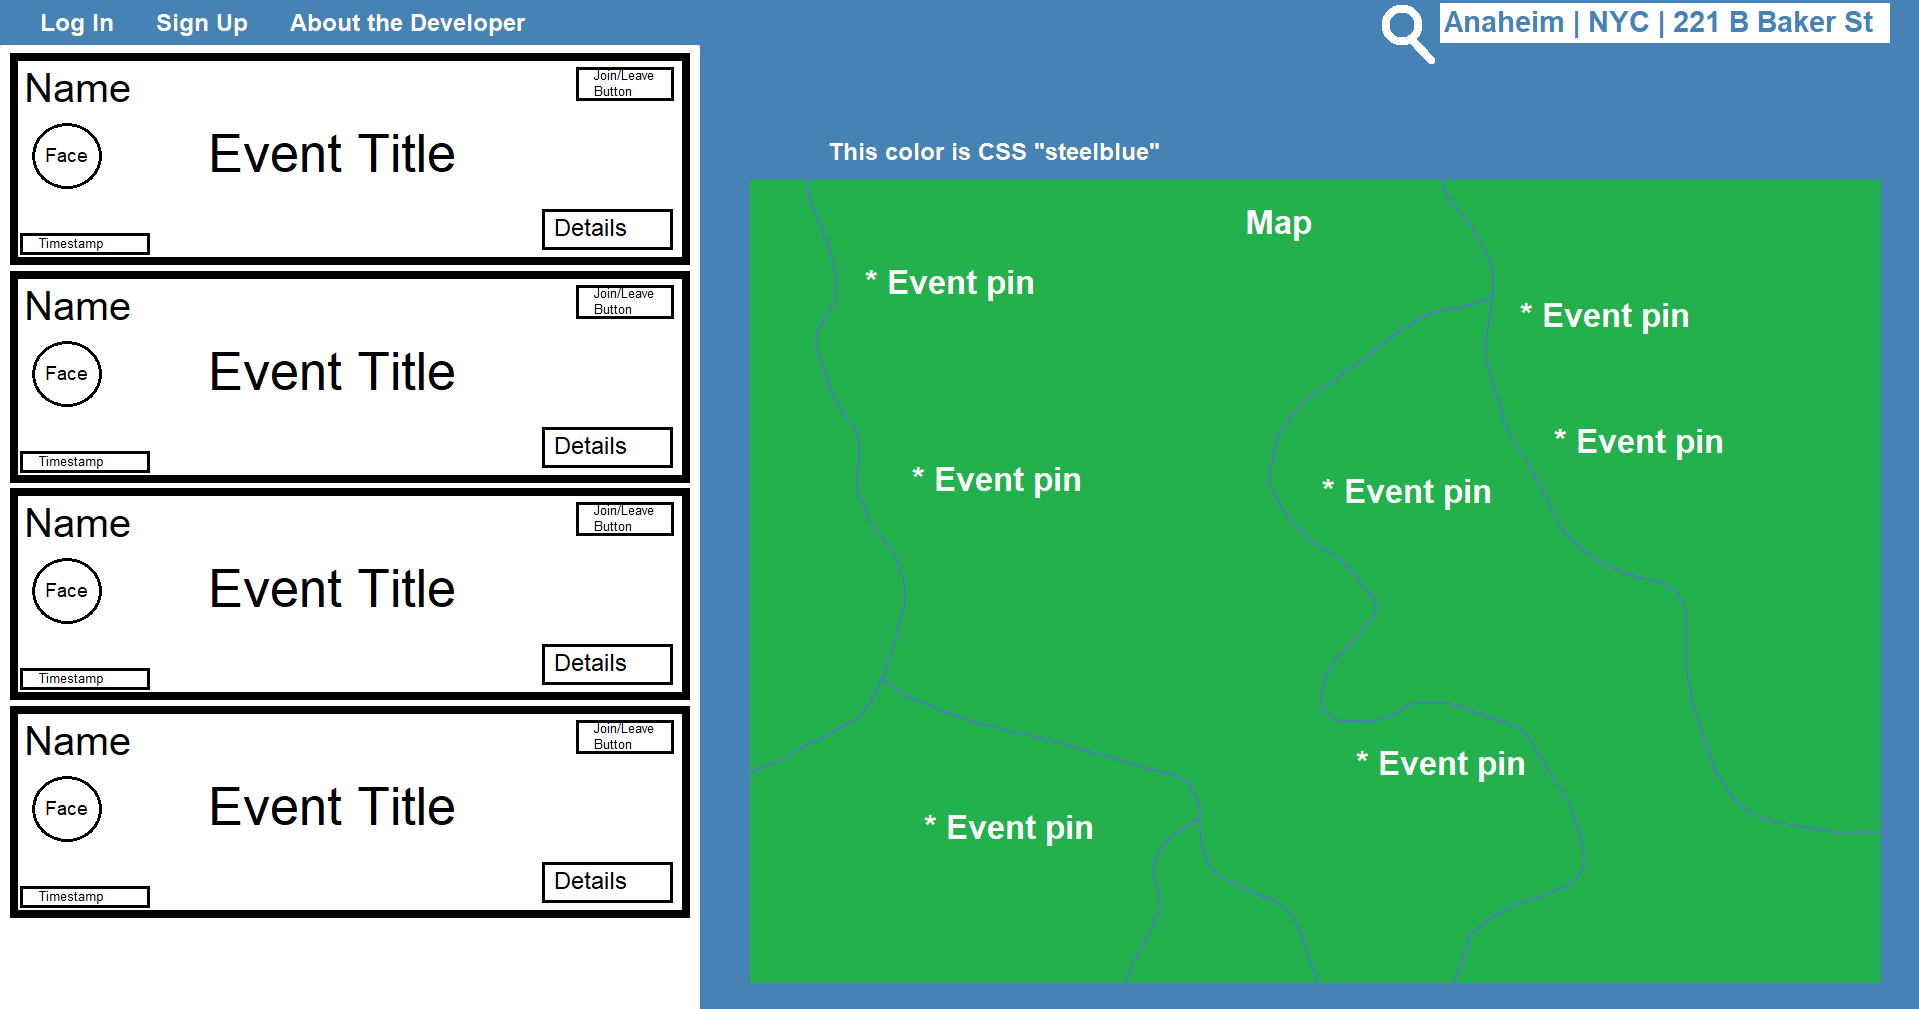 Log In Sign Up About the Developer
Anaheim | NYC | 221 B Baker St
Name
Join/Leave
Button
Face
Event Title
Details
Timestamp
Name
Join/Leave
Button
Face
Event Title
Details
Timestamp
Name
Join/Leave
Button
Face
Event Title
Details
Timestamp
Name
Join/Leave
Button
Face
Event Title
Details
Timestamp
This color is CSS "steelblue"
Map
* Event pin
* Event pin
* Event pin
* Event pin
* Event pin
* Event pin
* Event pin